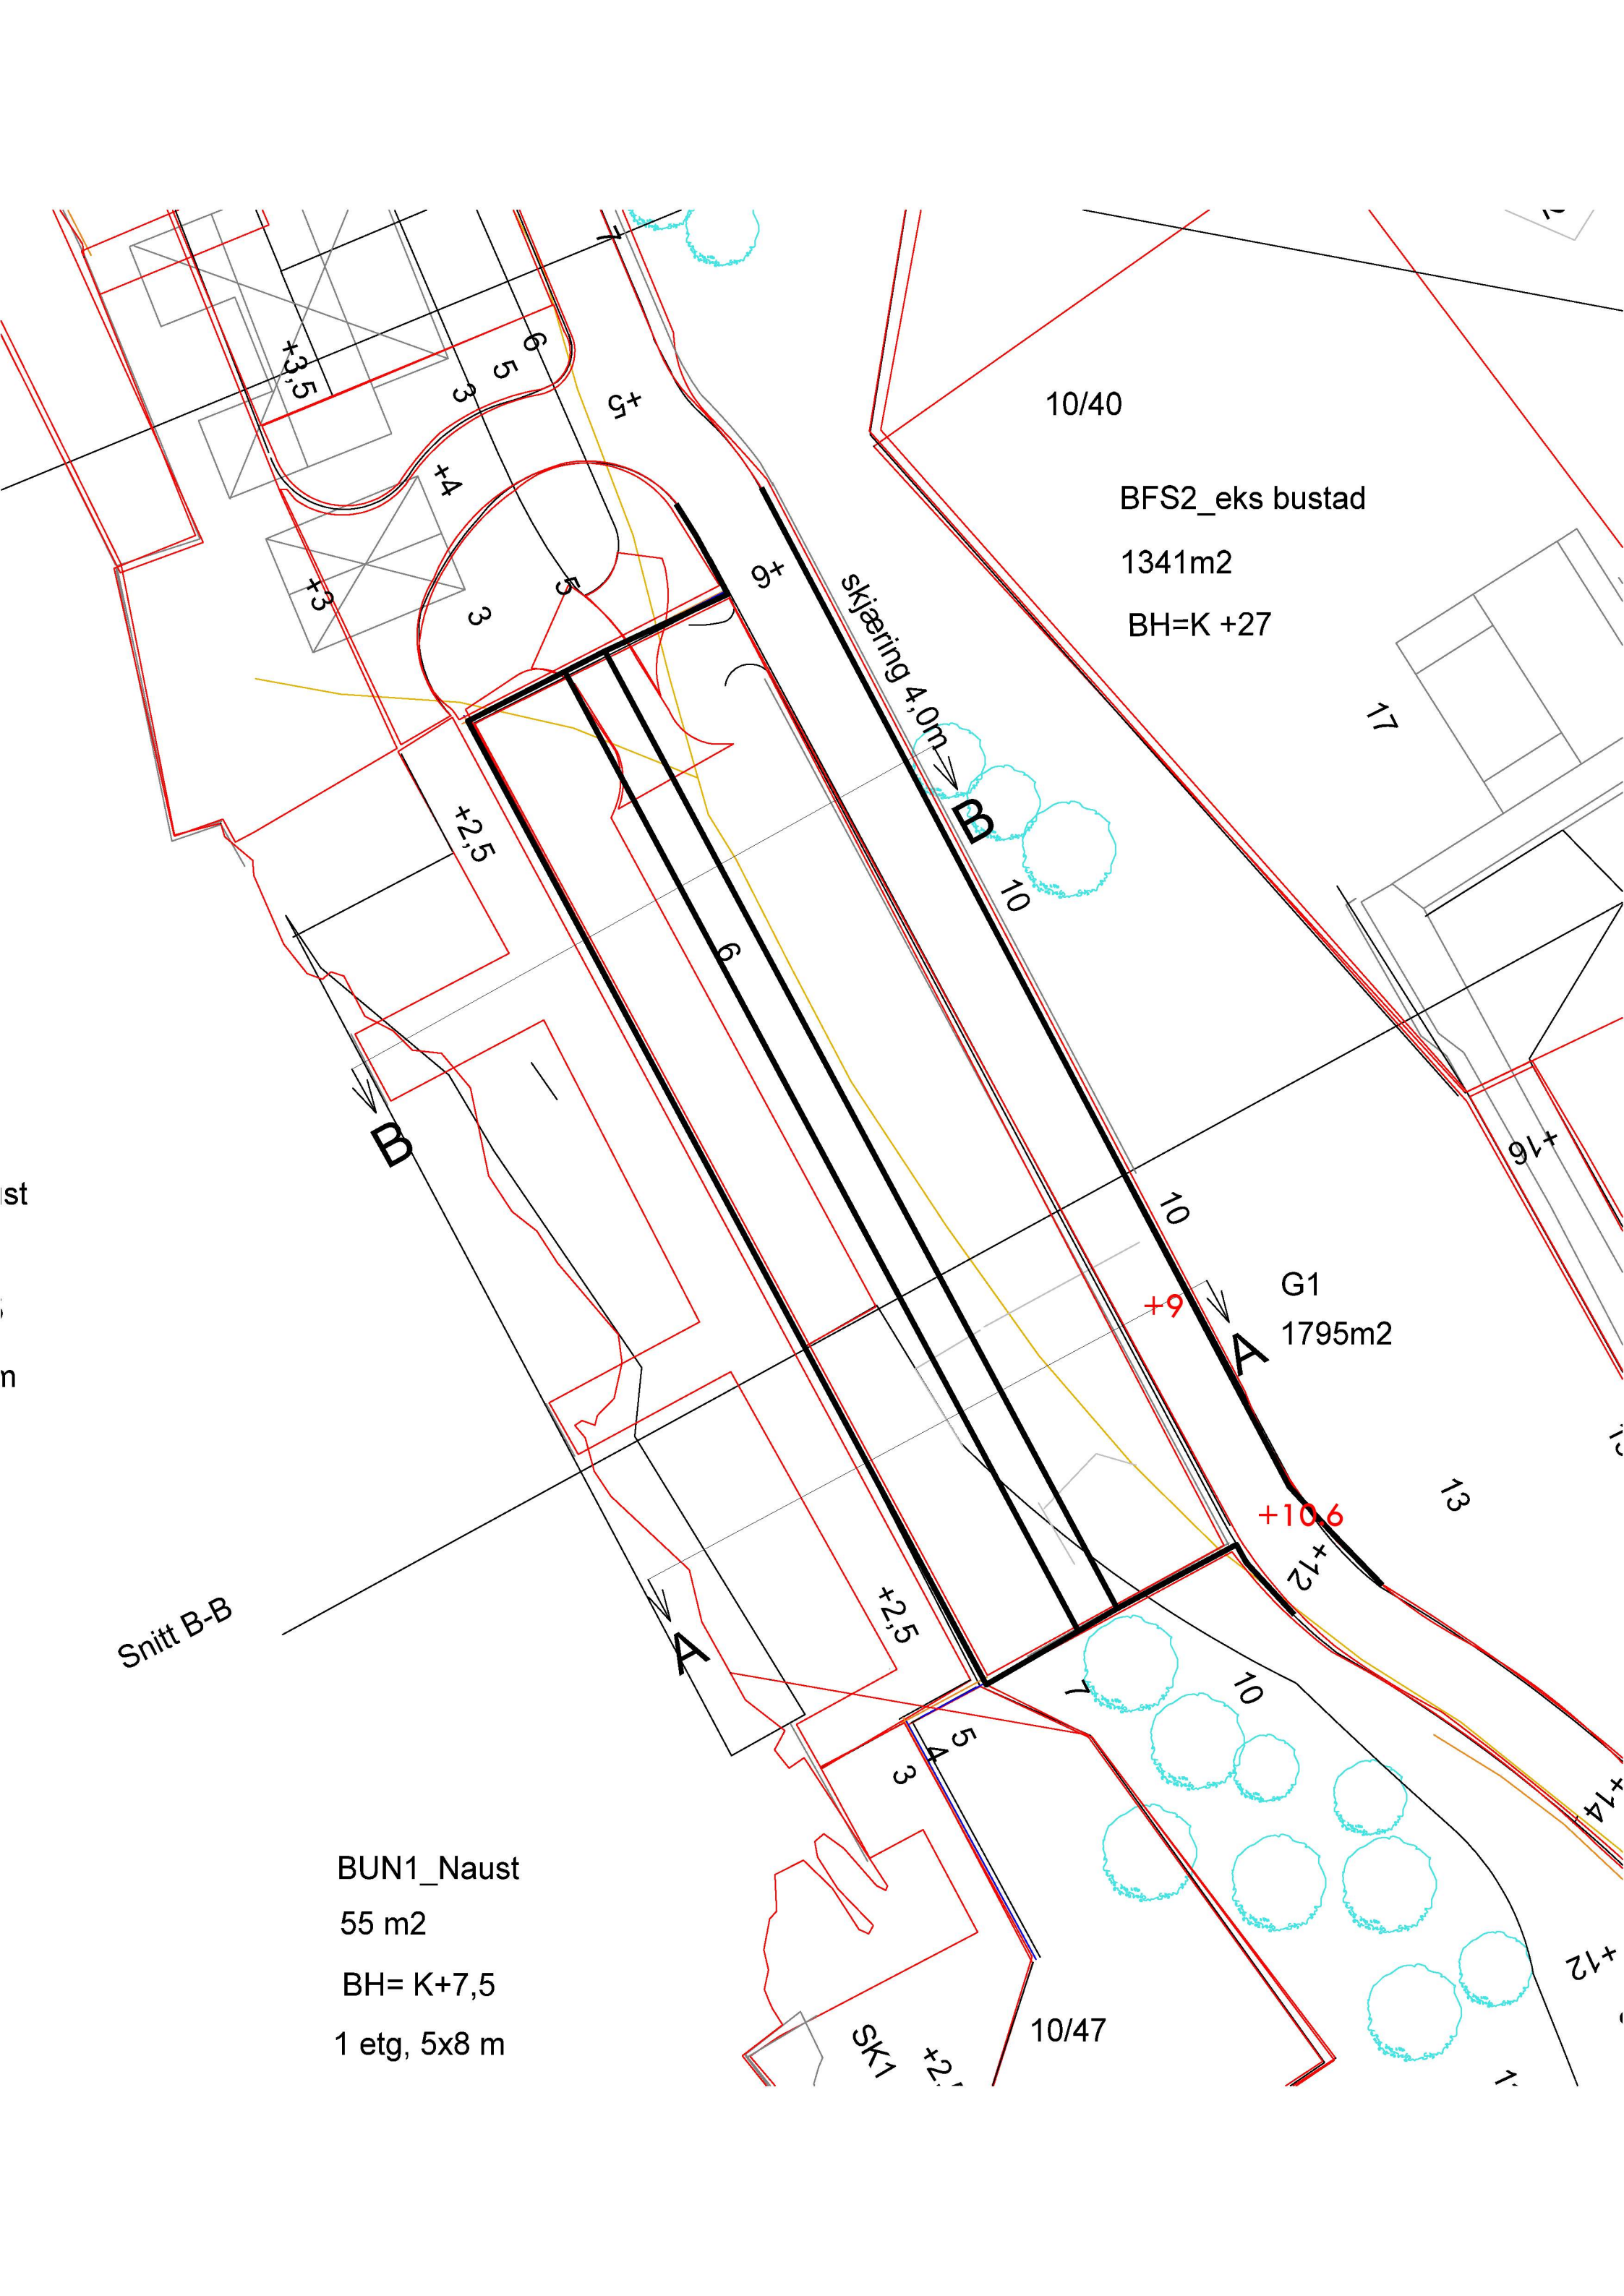 7
+3,5
6
5
3
+5
10/40
+4
BFS2_eks bustad
1341m2
BH=K +27
+6
skjæring 4,0m
+3
3
5
17
+2,5
B
10
6
B
+16
10
st
G1
1795m2
+9
A
m
13
+10.6
+12
Snitt B-B
+2,5
A
7
10
5
4
3
+14
BUN1_Naust
55 m2
BH= K+7,5
1 etg, 5x8 m
+12
10/47
SK1